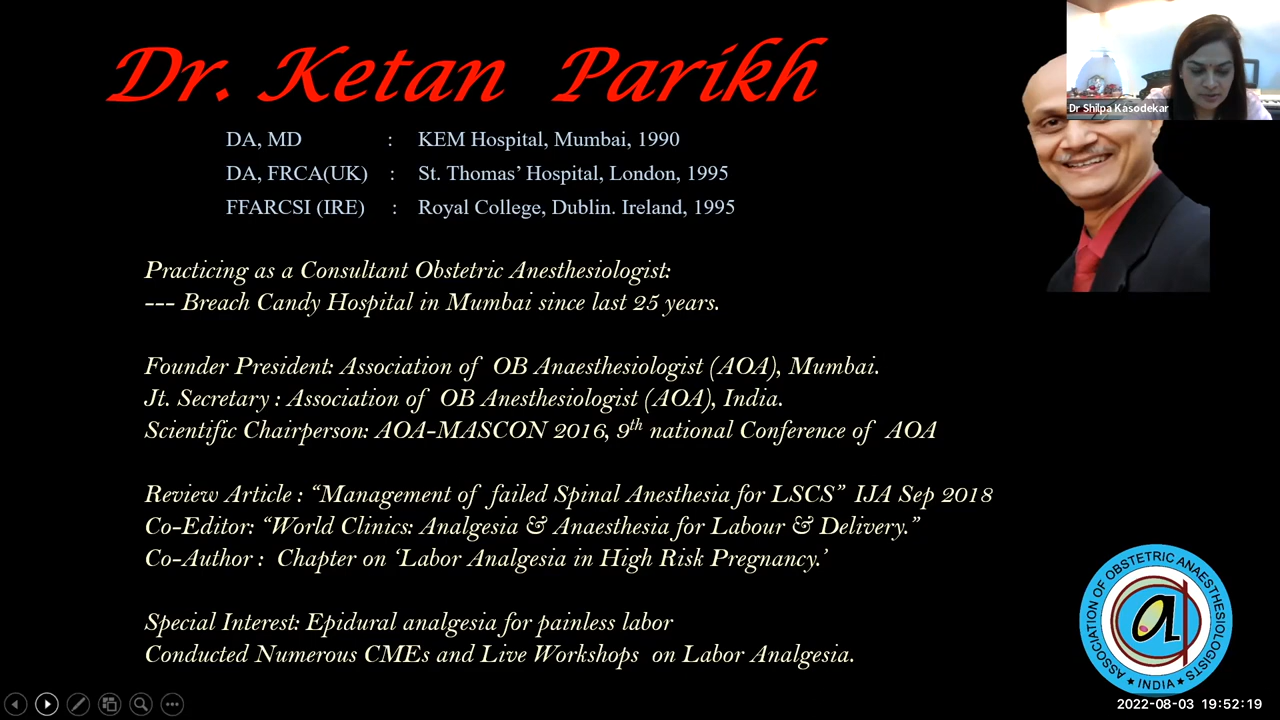 Dr. Ketan Parikh
Dr Shilpa Kasodekar
DA, MD : KEM Hospital, Mumbai, 1990
DA, FRCA(UK) : St. Thomas’ Hospital, London, 1995
FFARCSI (IRE) : Royal College, Dublin. Ireland, 1995
Practicing as a Consultant Obstetric Anesthesiologist:
--- Breach Candy Hospital in Mumbai since last 25 years.
Founder President: Association of OB Anaesthesiologist (AOA), Mumbai.
Jt. Secretary : Association of OB Anesthesiologist (AOA), India.
Scientific Chairperson: AOA-MASCON 2016, 9th national Conference of AOA
Review Article : “Management of failed Spinal Anesthesia for LSCS” IJA Sep 2018
Co-Editor: “World Clinics: Analgesia & Anaesthesia for Labour & Delivery.”
Co-Author : Chapter on ‘Labor Analgesia in High Risk Pregnancy.’
Special Interest: Epidural analgesia for painless labor
Conducted Numerous CMEs and Live Workshops on Labor Analgesia.
ASSOCIATION OF OBSTETRIC ANAESTHESIOLOGISTS
★ INDIA ★
a
2022-08-03 19:52:19